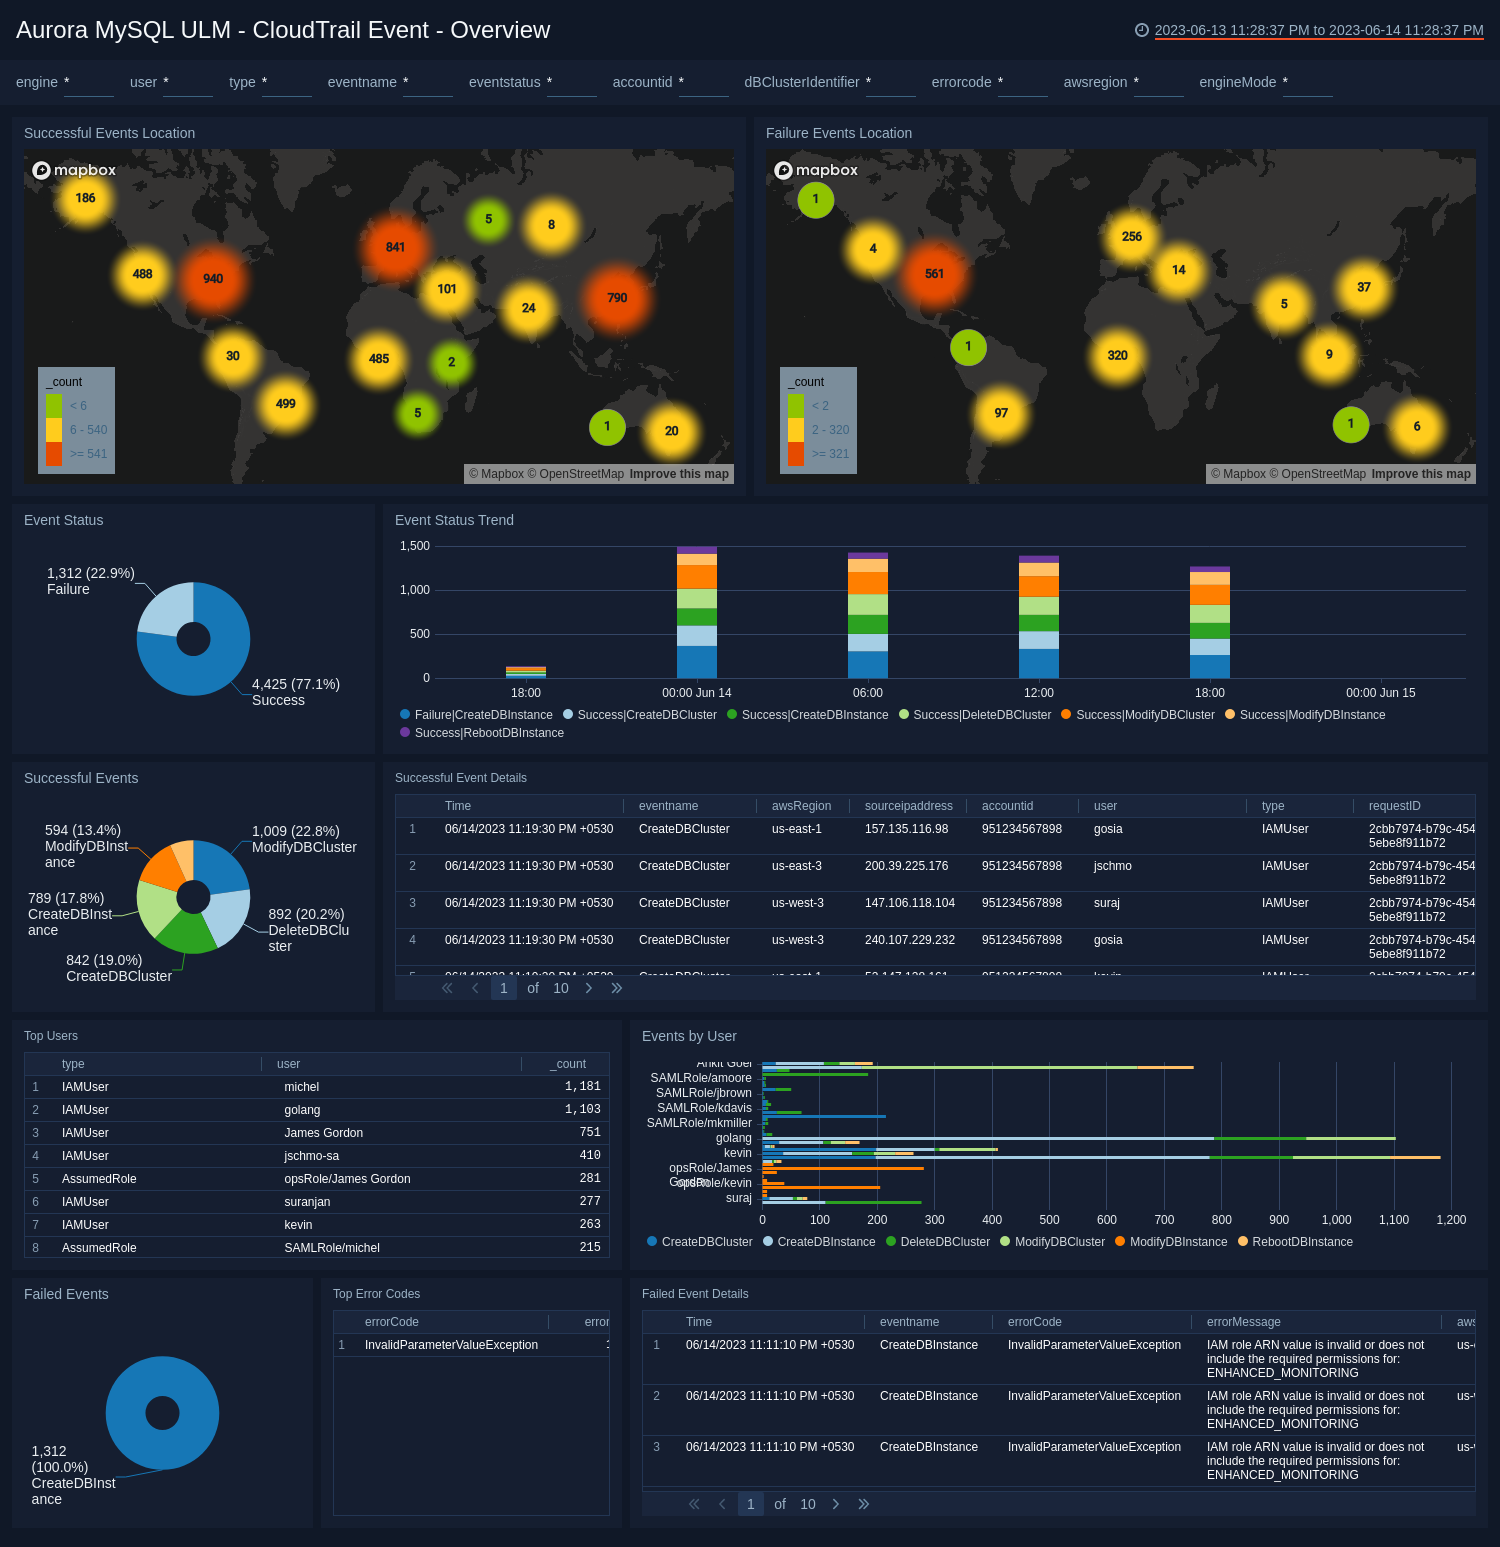 Aurora MySQL ULM - CloudTrail Event - Overview
2023-06-13 11:28:37 PM to 2023-06-14 11:28:37 PM
engine * user * type * eventname * eventstatus * accountid * dBClusterIdentifier * errorcode * awsregion * engineMode *
Successful Events Location
mapbox
186
5
8
841
488
940
101
790
24
30
485
2
499
5
1
20
_count
< 6
6 - 540
>= 541
© Mapbox © OpenStreetMap Improve this map
Failure Events Location
mapbox
1
4
256
561
14
37
5
1
320
9
97
1
6
_count
< 2
2 - 320
>= 321
© Mapbox © OpenStreetMap Improve this map
Event Status
1,312 (22.9%)
Failure
4,425 (77.1%)
Success
Event Status Trend
1,500
1,000
500
0
18:00 00:00 Jun 14 06:00 12:00 18:00 00:00 Jun 15
Failure|CreateDBInstance Success|CreateDBCluster Success|CreateDBInstance Success|DeleteDBCluster Success|ModifyDBCluster Success|ModifyDBInstance
Success|RebootDBInstance
Successful Events
594 (13.4%)
ModifyDBInst
ance
1,009 (22.8%)
ModifyDBCluster
789 (17.8%)
CreateDBInst
ance
892 (20.2%)
DeleteDBClu
ster
842 (19.0%)
CreateDBCluster
Successful Event Details
Time eventname awsRegion sourceipaddress accountid user type requestID
1 06/14/2023 11:19:30 PM +0530 CreateDBCluster us-east-1 157.135.116.98 951234567898 gosia IAMUser 2cbb7974-b79c-454
5ebe8f911b72
2 06/14/2023 11:19:30 PM +0530 CreateDBCluster us-east-3 200.39.225.176 951234567898 jschmo IAMUser 2cbb7974-b79c-454
5ebe8f911b72
3 06/14/2023 11:19:30 PM +0530 CreateDBCluster us-west-3 147.106.118.104 951234567898 suraj IAMUser 2cbb7974-b79c-454
5ebe8f911b72
4 06/14/2023 11:19:30 PM +0530 CreateDBCluster us-west-3 240.107.229.232 951234567898 gosia IAMUser 2cbb7974-b79c-454
5ebe8f911b72
1 of 10
Top Users
type user _count
1 IAMUser michel 1,181
2 IAMUser golang 1,103
3 IAMUser James Gordon 751
4 IAMUser jschmo-sa 410
5 AssumedRole opsRole/James Gordon 281
6 IAMUser suranjan 277
7 IAMUser kevin 263
8 AssumedRole SAMLRole/michel 215
Events by User
Ankit Goel
SAMLRole/amoore
SAMLRole/jbrown
SAMLRole/kdavis
SAMLRole/mkmiller
golang
kevin
opsRole/James
Gordon
opsRole/kevin
suraj
0 100 200 300 400 500 600 700 800 900 1,000 1,100 1,200
CreateDBCluster CreateDBInstance DeleteDBCluster ModifyDBCluster ModifyDBInstance RebootDBInstance
Failed Events
1,312
(100.0%)
CreateDBInst
ance
Top Error Codes
errorCode error
1 InvalidParameterValueException
Failed Event Details
Time eventname errorCode errorMessage aws
1 06/14/2023 11:11:10 PM +0530 CreateDBInstance InvalidParameterValueException IAM role ARN value is invalid or does not us-
include the required permissions for:
ENHANCED_MONITORING
2 06/14/2023 11:11:10 PM +0530 CreateDBInstance InvalidParameterValueException IAM role ARN value is invalid or does not us-
include the required permissions for:
ENHANCED_MONITORING
3 06/14/2023 11:11:10 PM +0530 CreateDBInstance InvalidParameterValueException IAM role ARN value is invalid or does not us-
include the required permissions for:
ENHANCED_MONITORING
1 of 10